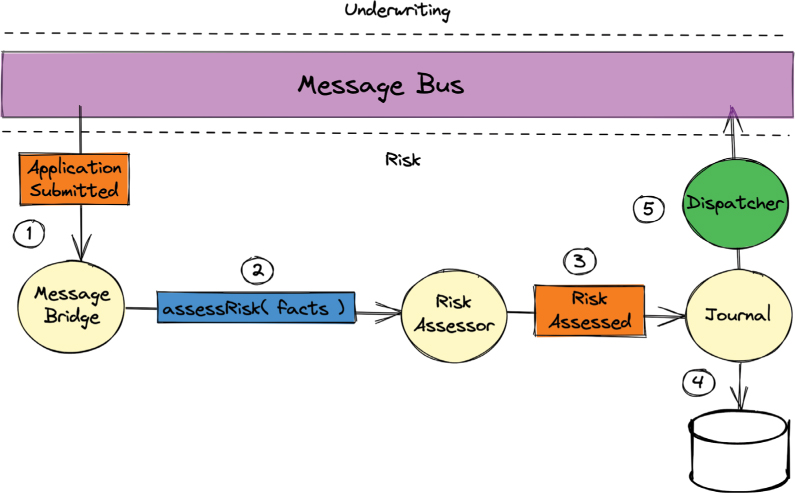 Underwriting
Message Bus
Risk
Application
Submitted
1
Message
Bridge
2
assessRisk( facts )
Risk
Assessor
3
Risk
Assessed
Journal
4
5
Dispatcher